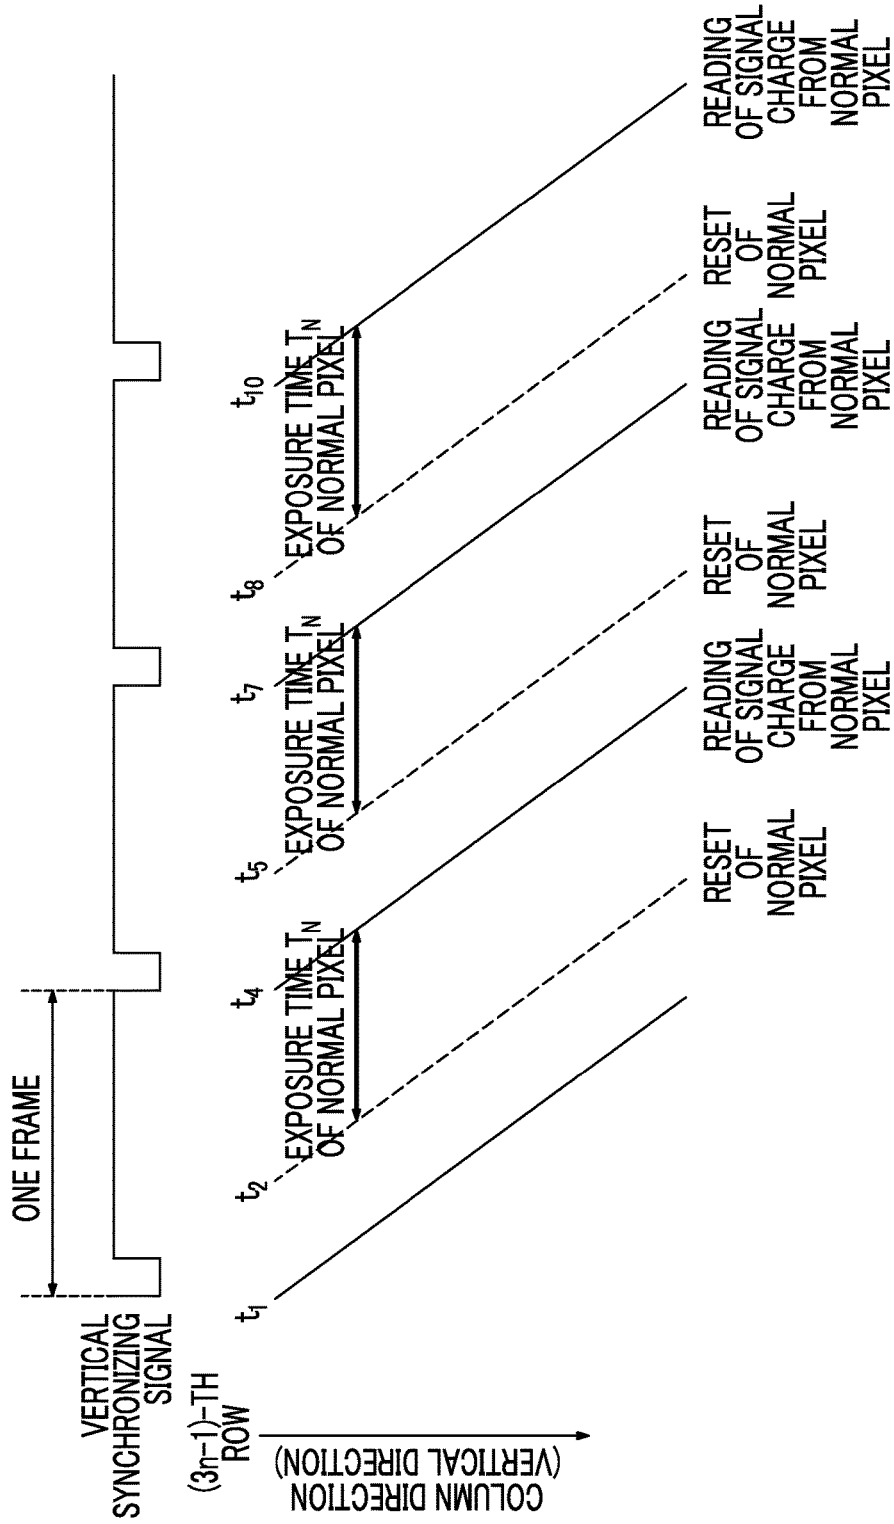 ONE FRAME
VERTICAL
SYNCHRONIZING
SIGNAL
(3n-1)-TH
ROW
COLUMN DIRECTION
(VERTICAL DIRECTION)
t1
t2
t4
t5
t7
t8
t10
EXPOSURE TIME TN
OF NORMAL PIXEL
EXPOSURE TIME TN
OF NORMAL PIXEL
EXPOSURE TIME TN
OF NORMAL PIXEL
RESET
OF
NORMAL
PIXEL
READING
OF SIGNAL
CHARGE
FROM
NORMAL
PIXEL
RESET
OF
NORMAL
PIXEL
READING
OF SIGNAL
CHARGE
FROM
NORMAL
PIXEL
RESET
OF
NORMAL
PIXEL
READING
OF SIGNAL
CHARGE
FROM
NORMAL
PIXEL